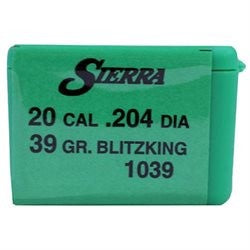 SIERRA
20 CAL .204 DIA
39 GR. BLITZKING
1039